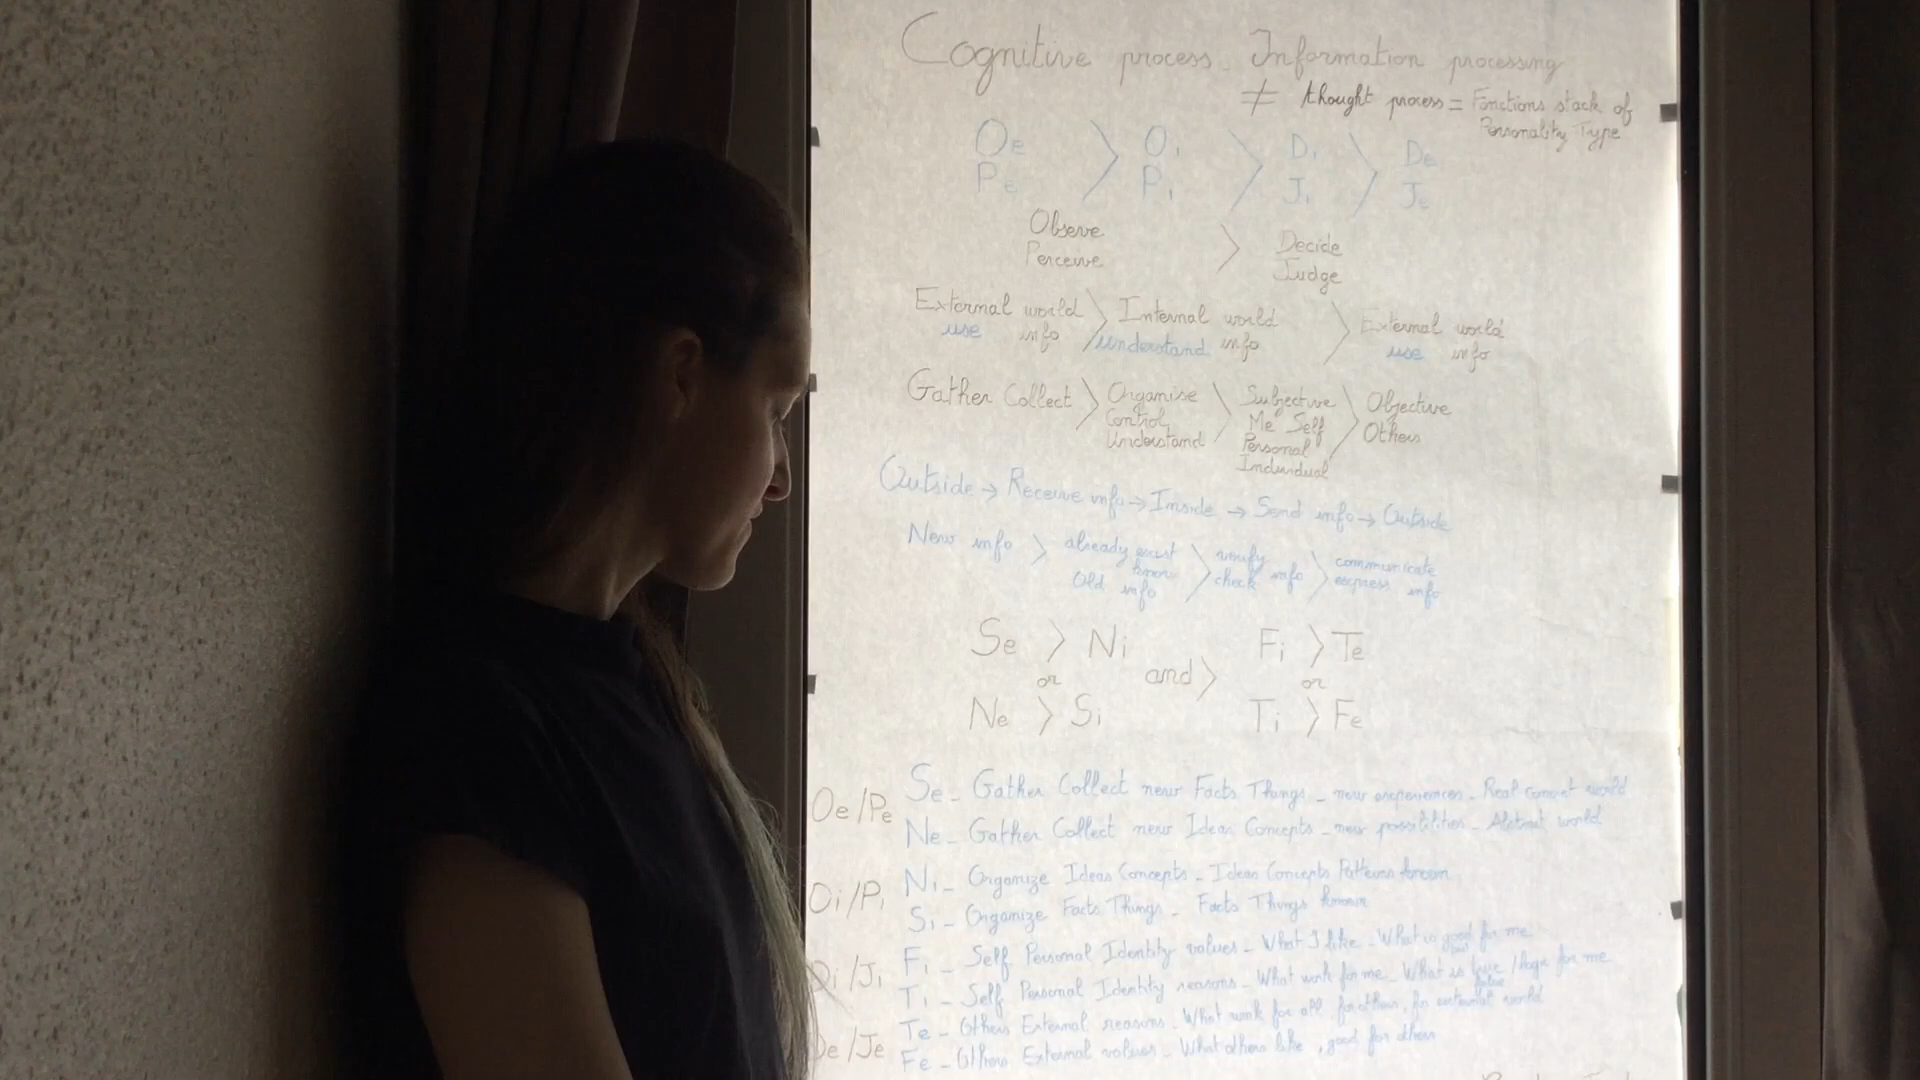 Cognitive process - Information processing
≠ thought process = Fonctions stack of
Personality Type
Oe > Oi > Di > De
Pe Pi Ji Je
Observe > Decide
Perceive Judge
External world > Internal world > External world
use info understand info use info
Gather Collect > Organise > Subjective > Objective
Control Me Self Others
Understand Personal
Individual
Outside → Receive info → Inside → Send info → Outside
New info > already exist > verify > communicate
know check info express info
Old info
Se > Ni and > Fi > Te
or or
Ne > Si Ti > Fe
Oe/Pe Se - Gather Collect new Facts Things - new experiences - Real concret world
Ne - Gather Collect new Ideas Concepts - new possibilities - Abstract world
Oi/Pi Ni - Organize Ideas Concepts - Ideas Concepts Patterns known
Si - Organize Facts Things - Facts Things known
Di/Ji Fi - Self Personal Identity values - What I like - What is good for me
Ti - Self Personal Identity reasons - What work for me - What is true / logic for me
false
De/Je Te - Others External reasons - What work for all, for others, for external world
Fe - Others External values - What others like, good for others